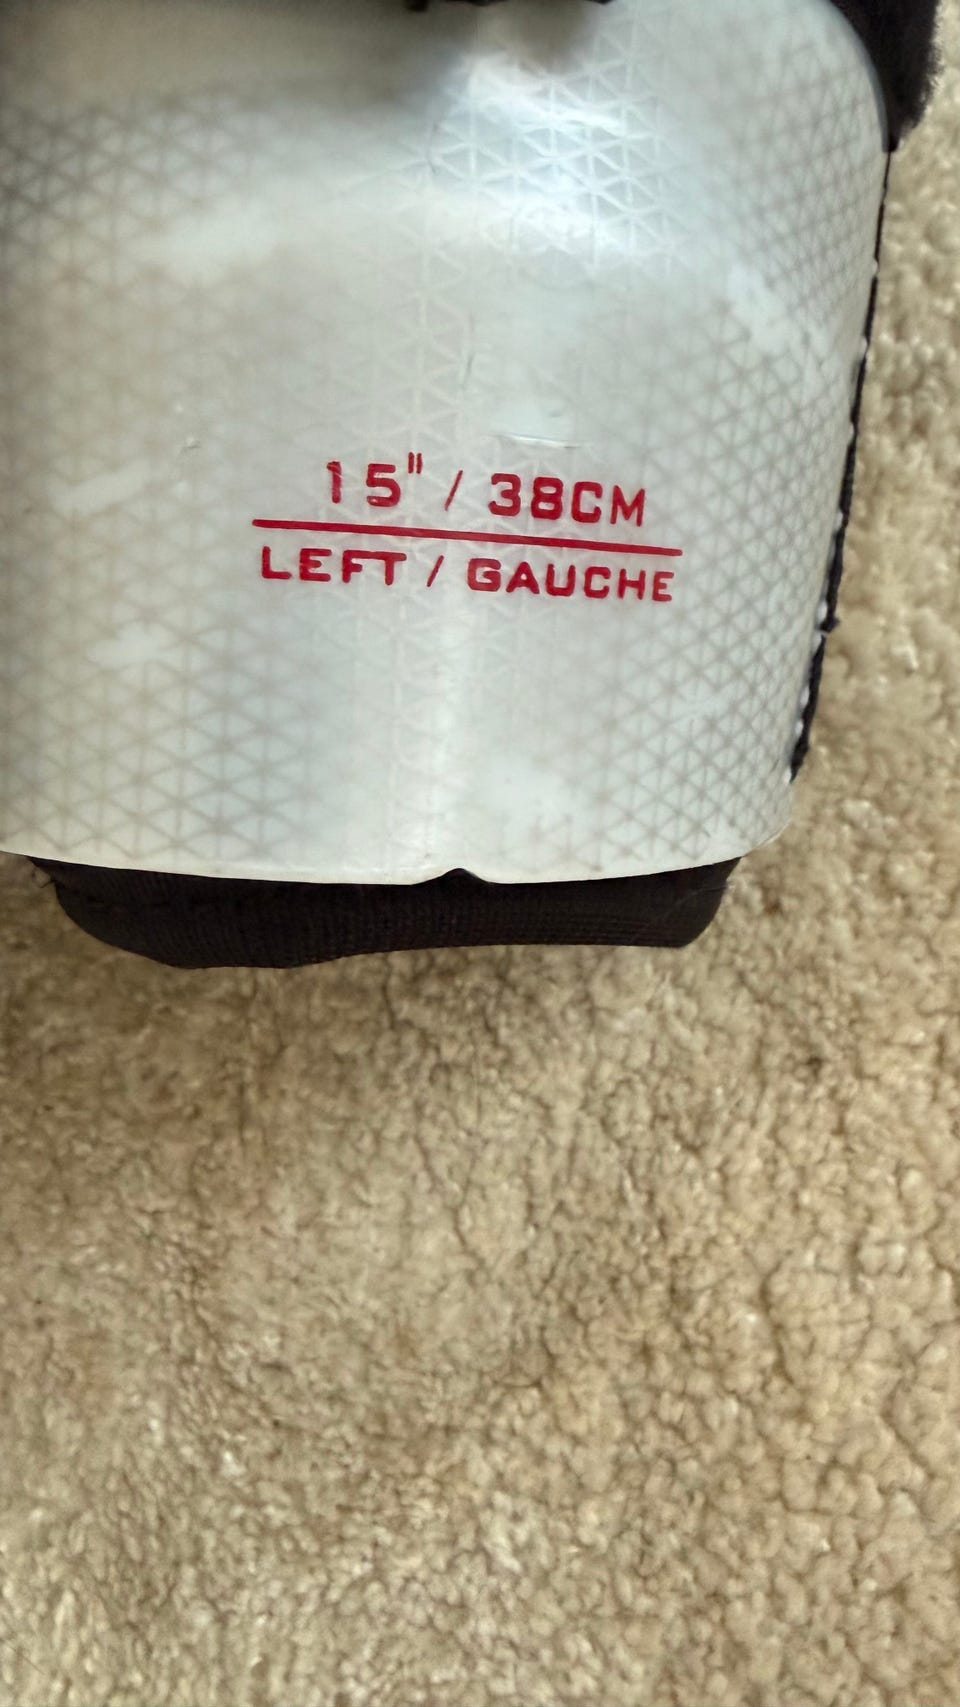 15" / 38CM
LEFT / GAUCHE